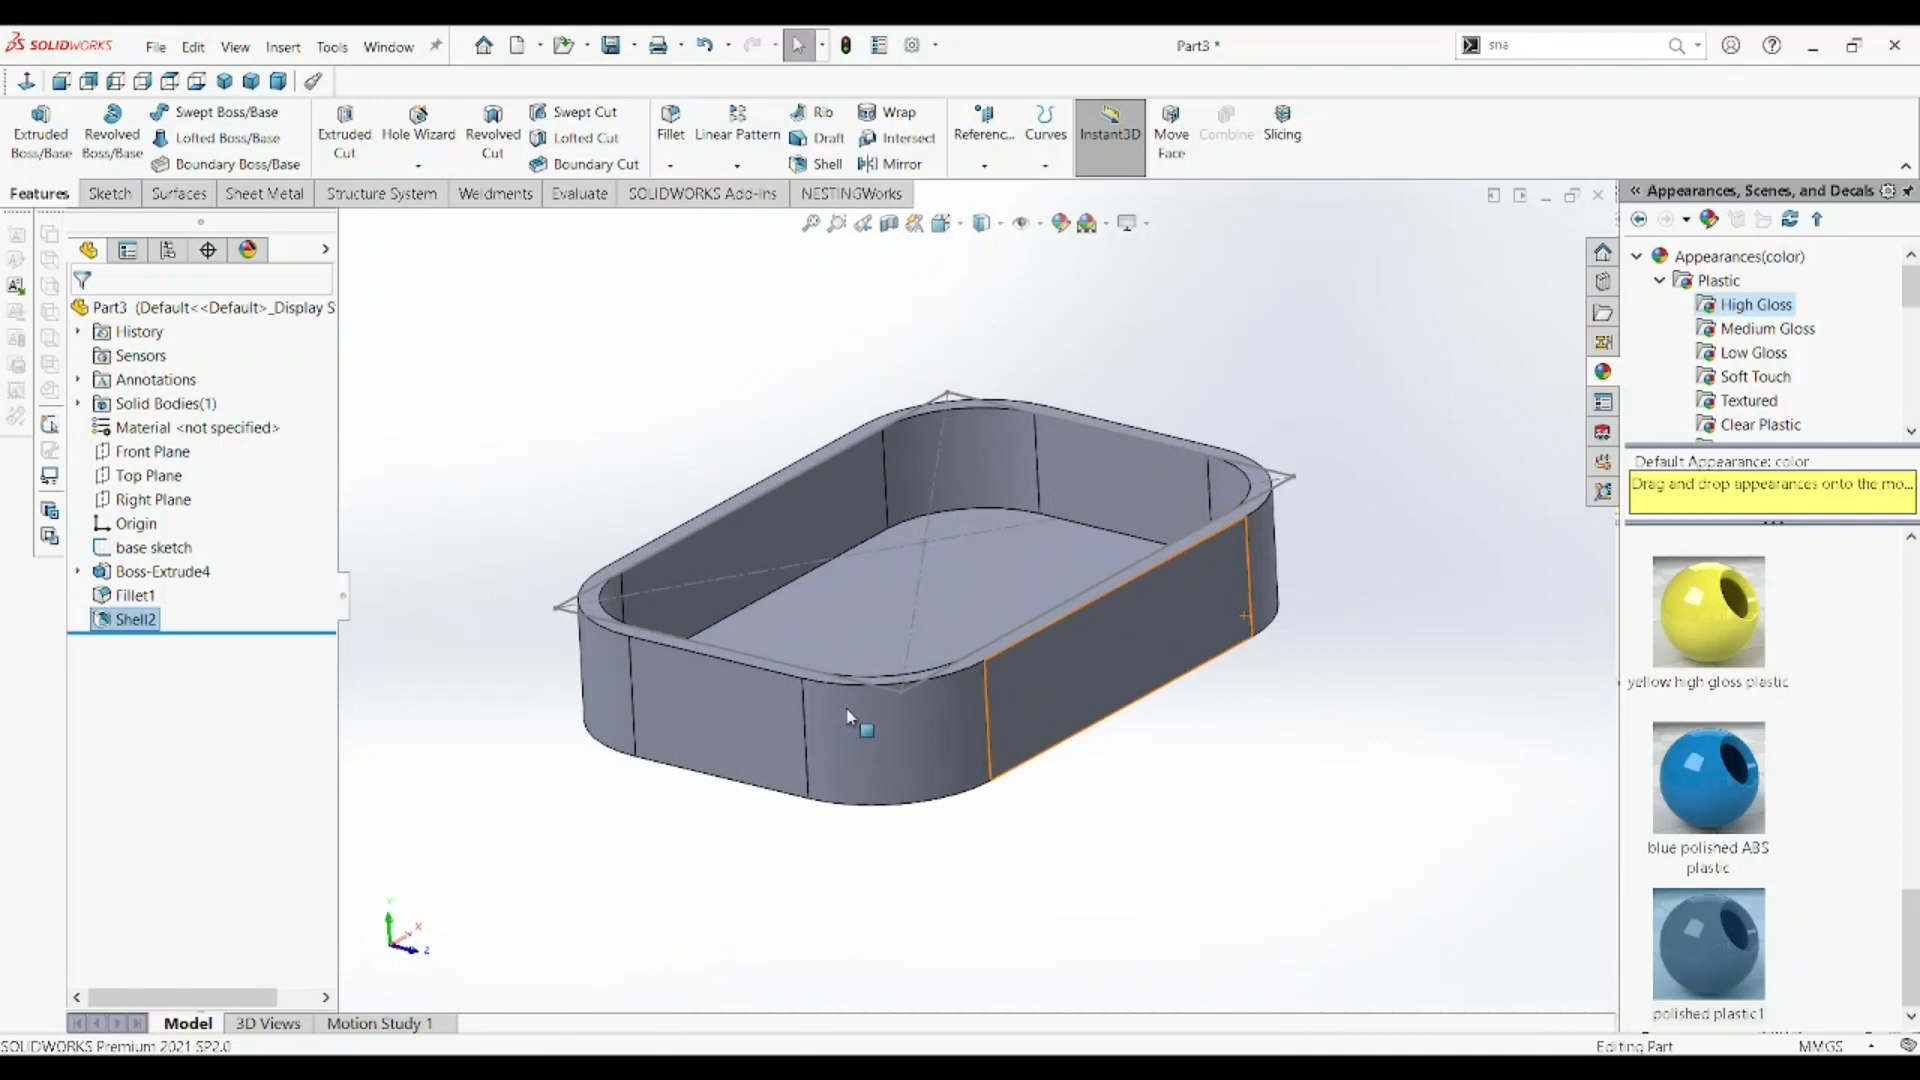 SOLIDWORKS
File Edit View Insert Tools Window
Part3 *
sna
Extruded Boss/Base
Revolved Boss/Base
Swept Boss/Base
Lofted Boss/Base
Boundary Boss/Base
Extruded Cut
Hole Wizard
Revolved Cut
Swept Cut
Lofted Cut
Boundary Cut
Fillet
Linear Pattern
Rib
Draft
Shell
Wrap
Intersect
Mirror
Referenc...
Curves
Instant3D
Move Face
Combine
Slicing
Features Sketch Surfaces Sheet Metal Structure System Weldments Evaluate SOLIDWORKS Add-Ins NESTINGWorks
Part3 (Default<<Default>_Display S
History
Sensors
Annotations
Solid Bodies(1)
Material <not specified>
Front Plane
Top Plane
Right Plane
Origin
base sketch
Boss-Extrude4
Fillet1
Shell2
Y
X
Z
Appearances, Scenes, and Decals
Appearances(color)
Plastic
High Gloss
Medium Gloss
Low Gloss
Soft Touch
Textured
Clear Plastic
Default Appearance: color
Drag and drop appearances onto the mo...
yellow high gloss plastic
blue polished ABS
plastic
polished plastic1
Model 3D Views Motion Study 1
SOLIDWORKS Premium 2021 SP2.0
Editing Part
MMGS